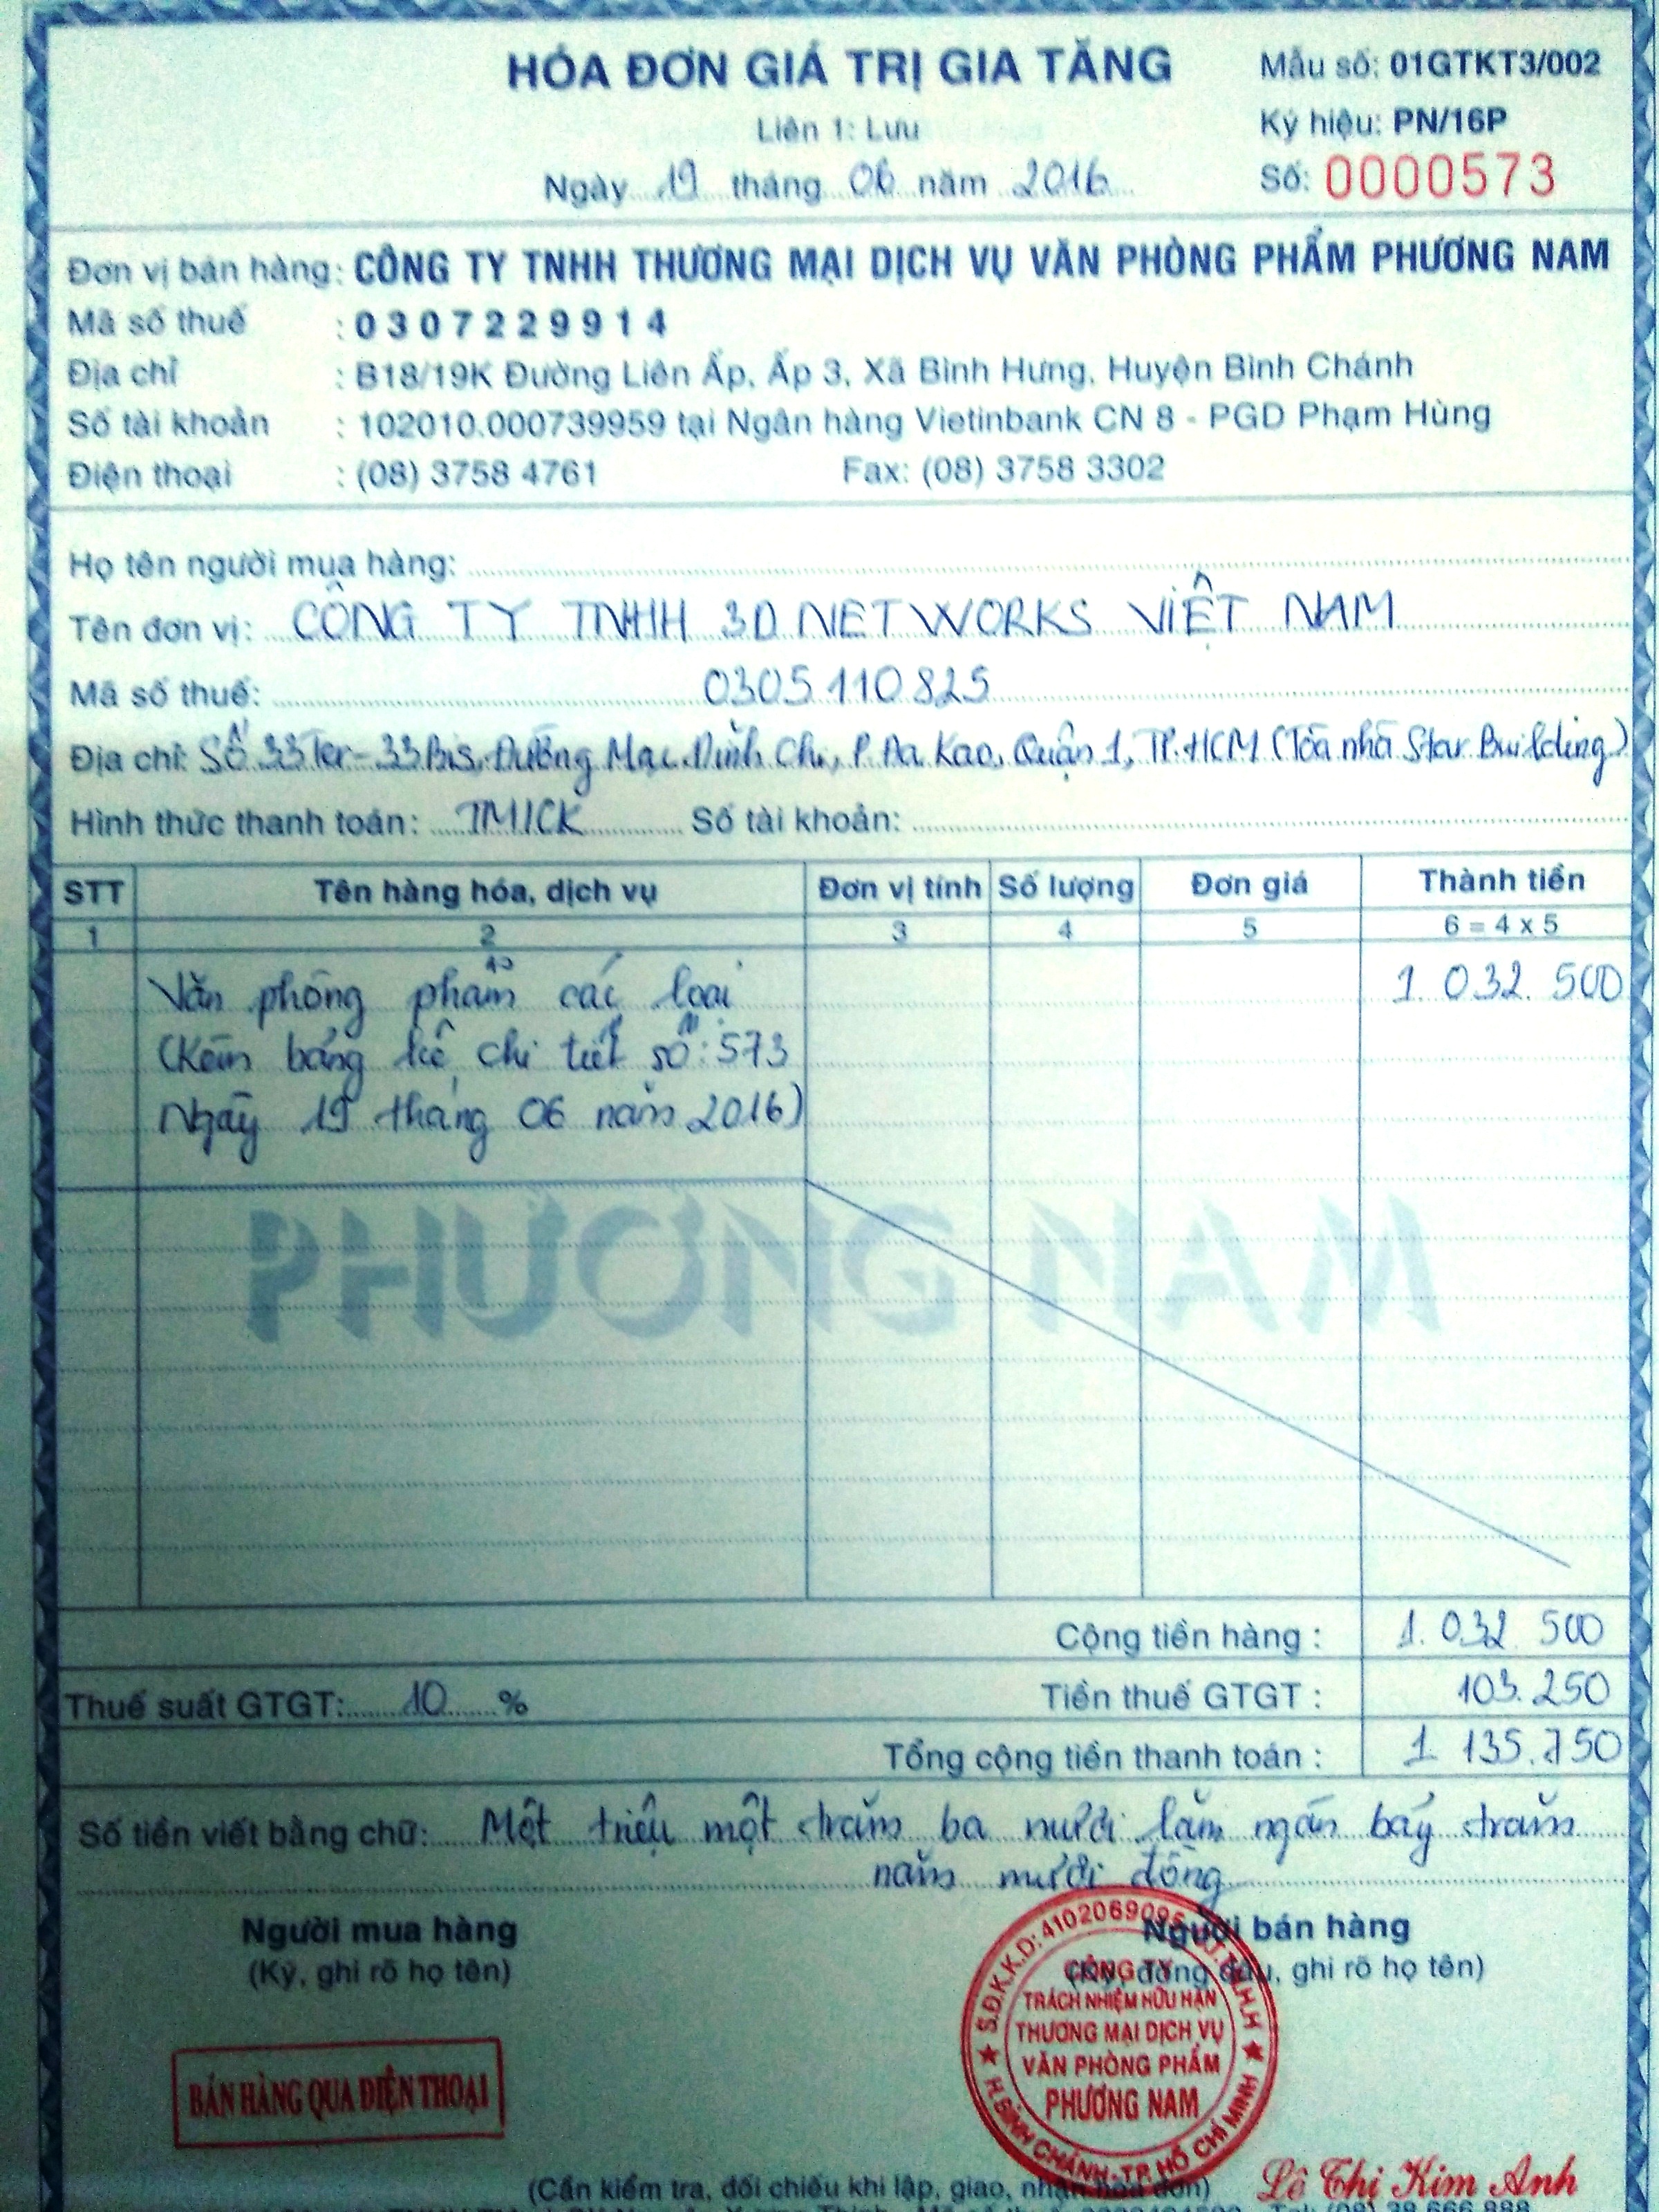 HÓA ĐƠN GIÁ TRỊ GIA TĂNG
Mẫu số: 01GTKT3/002
Liên 1: Lưu
Ký hiệu: PN/16P
Ngày 19 tháng 06 năm 2016
Số: 0000573
Đơn vị bán hàng: CÔNG TY TNHH THƯƠNG MẠI DỊCH VỤ VĂN PHÒNG PHẨM PHƯƠNG NAM
Mã số thuế : 0307229914
Địa chỉ : B18/19K Đường Liên Ấp, Ấp 3, Xã Bình Hưng, Huyện Bình Chánh
Số tài khoản : 102010.000739959 tại Ngân hàng Vietinbank CN 8 - PGD Phạm Hùng
Điện thoại : (08) 3758 4761 Fax: (08) 3758 3302
Họ tên người mua hàng:
Tên đơn vị: CÔNG TY TNHH 3D NETWORKS VIỆT NAM
Mã số thuế: 0305110825
Địa chỉ: Số 33Ter-33Bis, Đường Mạc Đĩnh Chi, P. Đa Kao, Quận 1, TP.HCM (Tòa nhà Star Building)
Hình thức thanh toán: TM/CK Số tài khoản:
STT Tên hàng hóa, dịch vụ Đơn vị tính Số lượng Đơn giá Thành tiền
1 2 3 4 5 6 = 4 x 5
Văn phòng phẩm các loại 1.032.500
(Kèm bảng kê chi tiết số: 573
Ngày 19 tháng 06 năm 2016)
PHƯƠNG NAM
Cộng tiền hàng : 1.032.500
Thuế suất GTGT: 10 % Tiền thuế GTGT : 103.250
Tổng cộng tiền thanh toán : 1.135.750
Số tiền viết bằng chữ: Một triệu một trăm ba mươi lăm ngàn bảy trăm
năm mươi đồng
Người mua hàng
(Ký, ghi rõ họ tên)
Người bán hàng
(Ký, đóng dấu, ghi rõ họ tên)
S.Đ.K.K.D: 4102069095
CÔNG TY
TRÁCH NHIỆM HỮU HẠN
THƯƠNG MẠI DỊCH VỤ
VĂN PHÒNG PHẨM
PHƯƠNG NAM
H.BÌNH CHÁNH-TP. HỒ CHÍ MINH
BÁN HÀNG QUA ĐIỆN THOẠI
(Cần kiểm tra, đối chiếu khi lập, giao, nhận hóa đơn)
Lê Thị Kim Anh